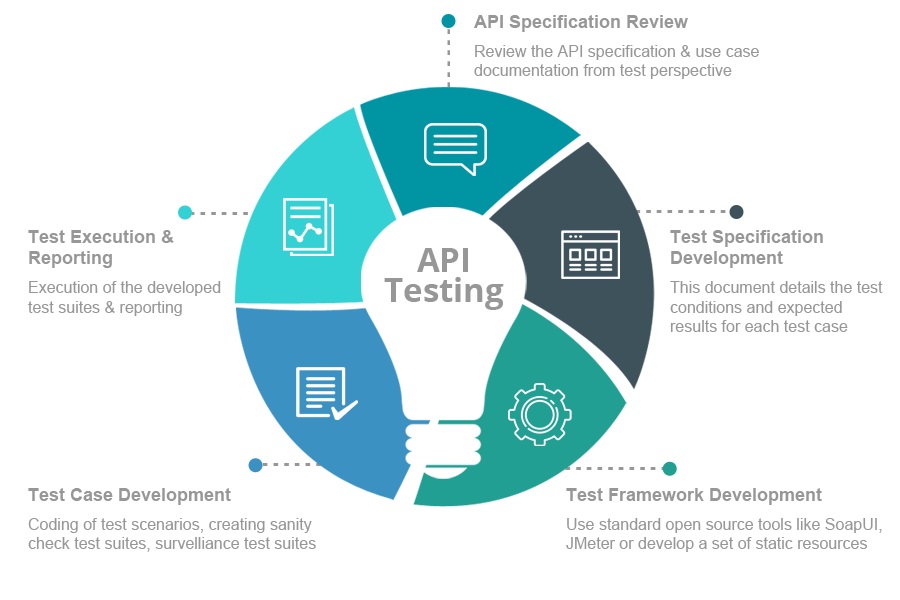 API Specification Review
Review the API specification & use case
documentation from test perspective
API
Testing
Test Specification
Development
This document details the test
conditions and expected
results for each test case
Test Framework Development
Use standard open source tools like SoapUI,
JMeter or develop a set of static resources
Test Case Development
Coding of test scenarios, creating sanity
check test suites, survelliance test suites
Test Execution &
Reporting
Execution of the developed
test suites & reporting